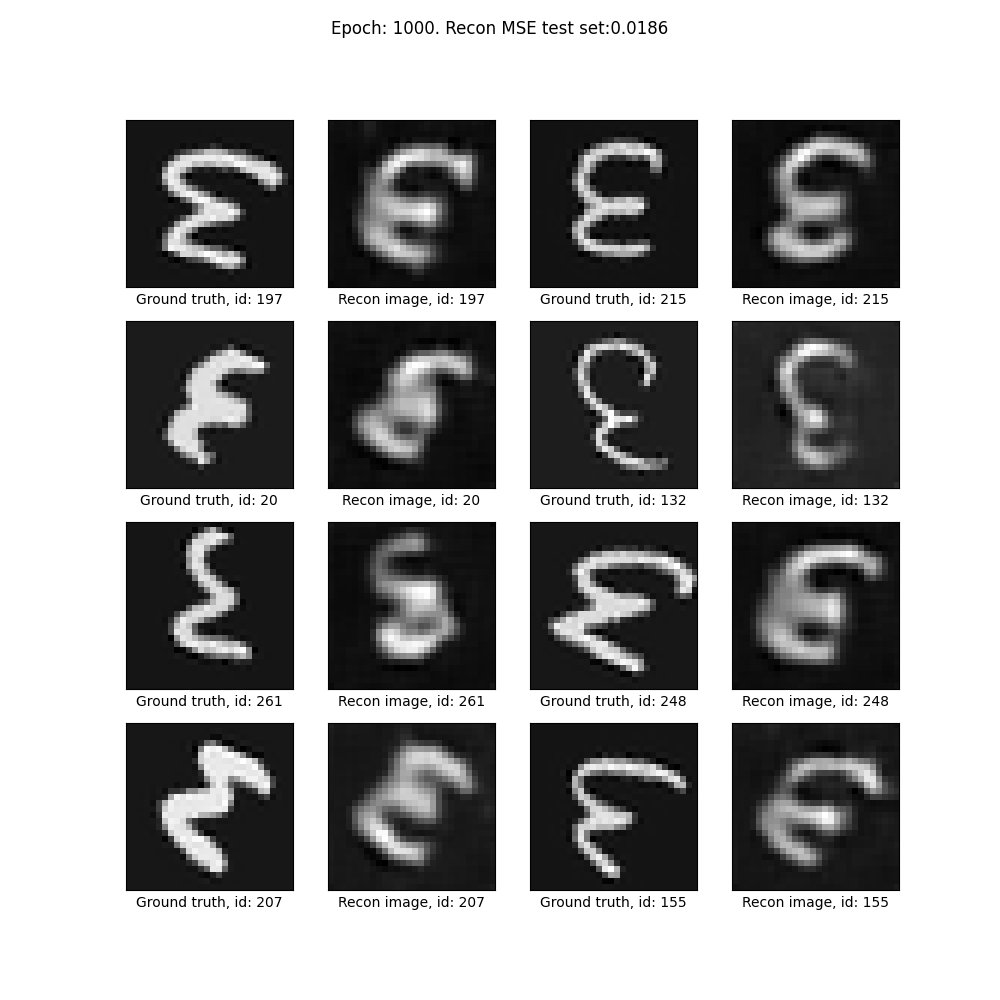 Epoch: 1000. Recon MSE test set:0.0186
Ground truth, id: 197
Recon image, id: 197
Ground truth, id: 215
Recon image, id: 215
Ground truth, id: 20
Recon image, id: 20
Ground truth, id: 132
Recon image, id: 132
Ground truth, id: 261
Recon image, id: 261
Ground truth, id: 248
Recon image, id: 248
Ground truth, id: 207
Recon image, id: 207
Ground truth, id: 155
Recon image, id: 155